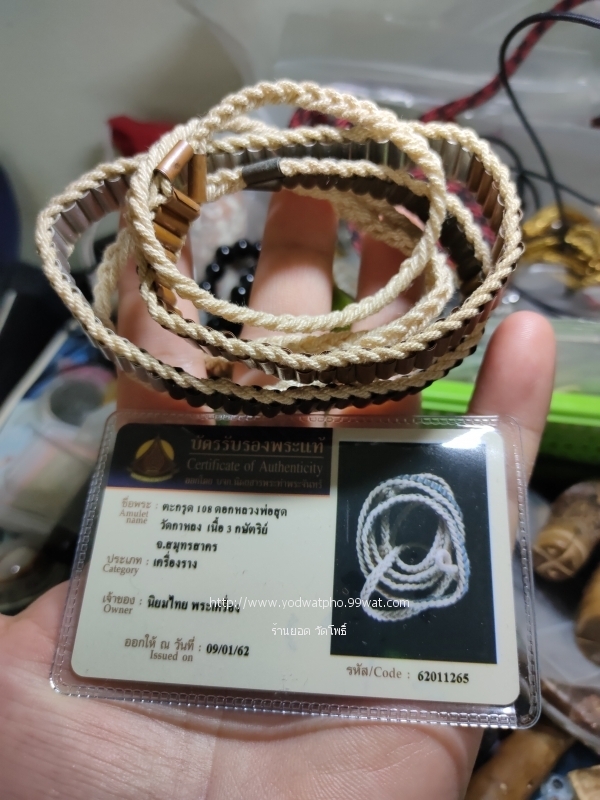 บัตรรับรองพระแท้
Certificate of Authenticity
ชื่อพระ : ตะกรุด 108 ดอกหลวงพ่อสุด
Amulet name
วัดกาหลง เนื้อ 3 กษัตริย์
จ.สมุทรสาคร
ประเภท : เครื่องราง
Category
เจ้าของ : นิยมไทย พระเครื่อง
Owner
http://www.yodwatpho.99wat.com/
ร้านยอด วัดโพธิ์
ออกให้ ณ วันที่ : 09/01/62
Issued on
รหัส/Code : 62011265